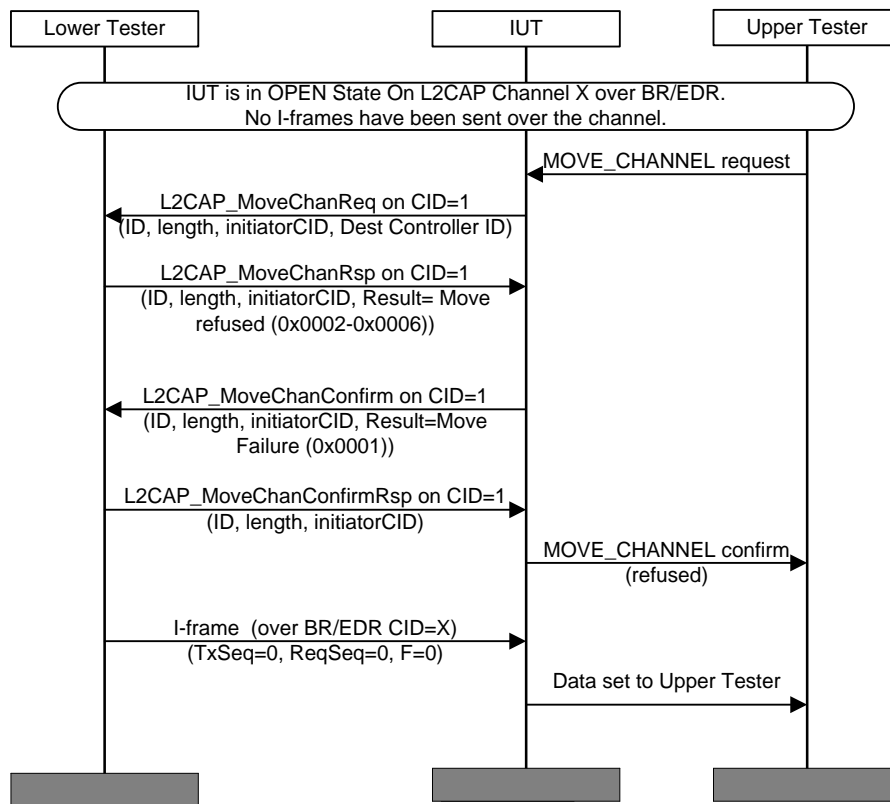 Lower Tester
IUT
Upper Tester
IUT is in OPEN State On L2CAP Channel X over BR/EDR.
No I-frames have been sent over the channel.
MOVE_CHANNEL request
L2CAP_MoveChanReq on CID=1
(ID, length, initiatorCID, Dest Controller ID)
L2CAP_MoveChanRsp on CID=1
(ID, length, initiatorCID, Result= Move
refused (0x0002-0x0006))
L2CAP_MoveChanConfirm on CID=1
(ID, length, initiatorCID, Result=Move
Failure (0x0001))
L2CAP_MoveChanConfirmRsp on CID=1
(ID, length, initiatorCID)
MOVE_CHANNEL confirm
(refused)
I-frame (over BR/EDR CID=X)
(TxSeq=0, ReqSeq=0, F=0)
Data set to Upper Tester